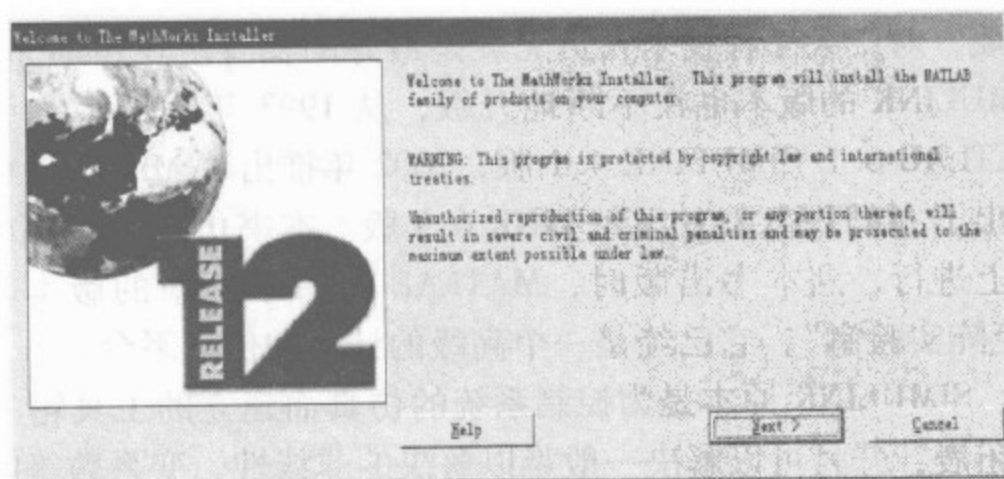 Welcome to The MathWorks Installer
Welcome to The MathWorks Installer. This program will install the MATLAB
family of products on your computer.
WARNING: This program is protected by copyright law and international
treaties.
Unauthorized reproduction of this program, or any portion thereof, will
result in severe civil and criminal penalties and may be prosecuted to the
maximum extent possible under law.
RELEASE
12
Help
Next >
Cancel